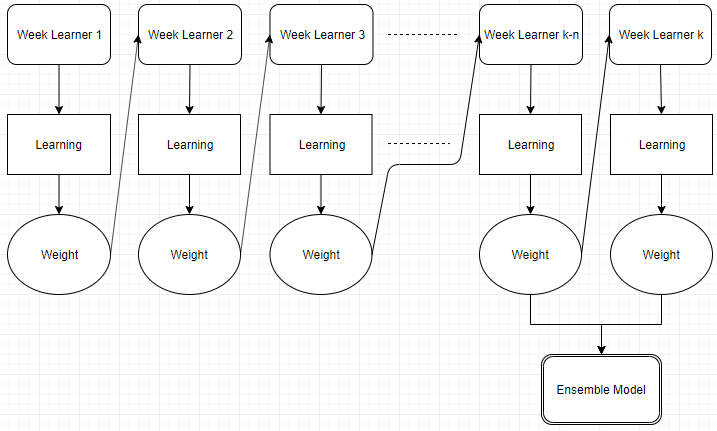 Week Learner 1
Week Learner 2
Week Learner 3
Week Learner k-n
Week Learner k
Learning
Learning
Learning
Learning
Learning
Weight
Weight
Weight
Weight
Weight
Ensemble Model